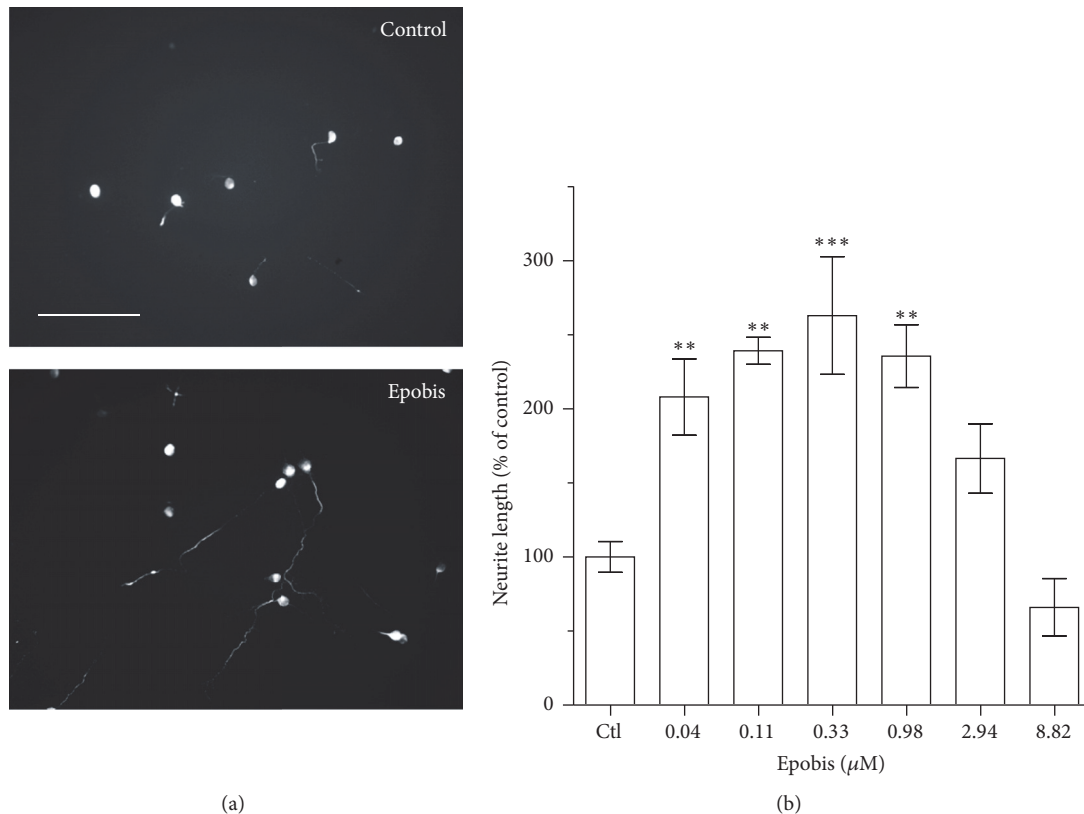 Control
Epobis
(a)
Neurite length (% of control)
300
200
100
0
**
**
***
**
Ctl 0.04 0.11 0.33 0.98 2.94 8.82
Epobis (μM)
(b)